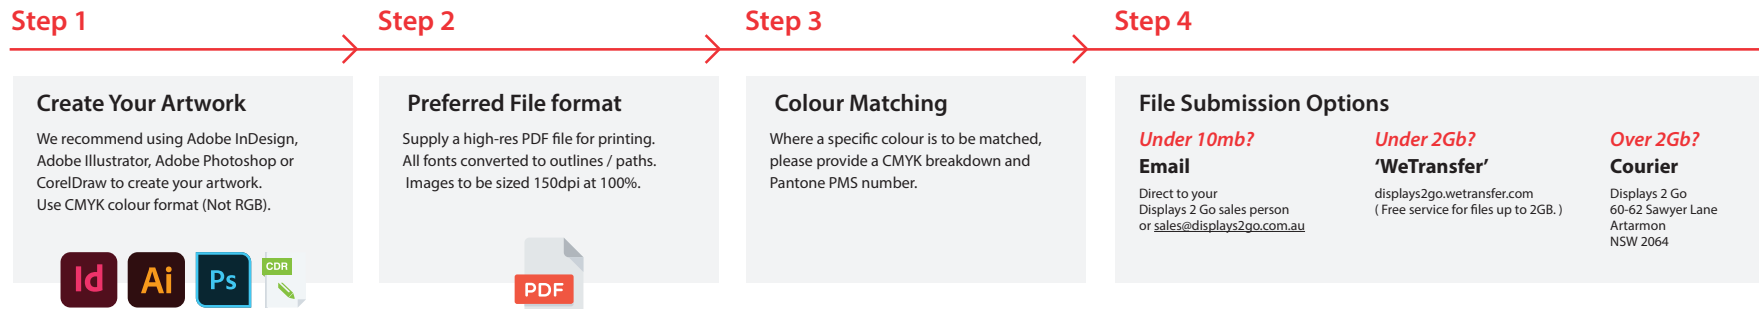 Step 1
Step 2
Step 3
Step 4
Create Your Artwork
We recommend using Adobe InDesign,
Adobe Illustrator, Adobe Photoshop or
CorelDraw to create your artwork.
Use CMYK colour format (Not RGB).
Id
Ai
Ps
CDR
Preferred File format
Supply a high-res PDF file for printing.
All fonts converted to outlines / paths.
Images to be sized 150dpi at 100%.
PDF
Colour Matching
Where a specific colour is to be matched,
please provide a CMYK breakdown and
Pantone PMS number.
File Submission Options
Under 10mb?
Email
Direct to your
Displays 2 Go sales person
or sales@displays2go.com.au
Under 2Gb?
‘WeTransfer’
displays2go.wetransfer.com
( Free service for files up to 2GB. )
Over 2Gb?
Courier
Displays 2 Go
60-62 Sawyer Lane
Artarmon
NSW 2064